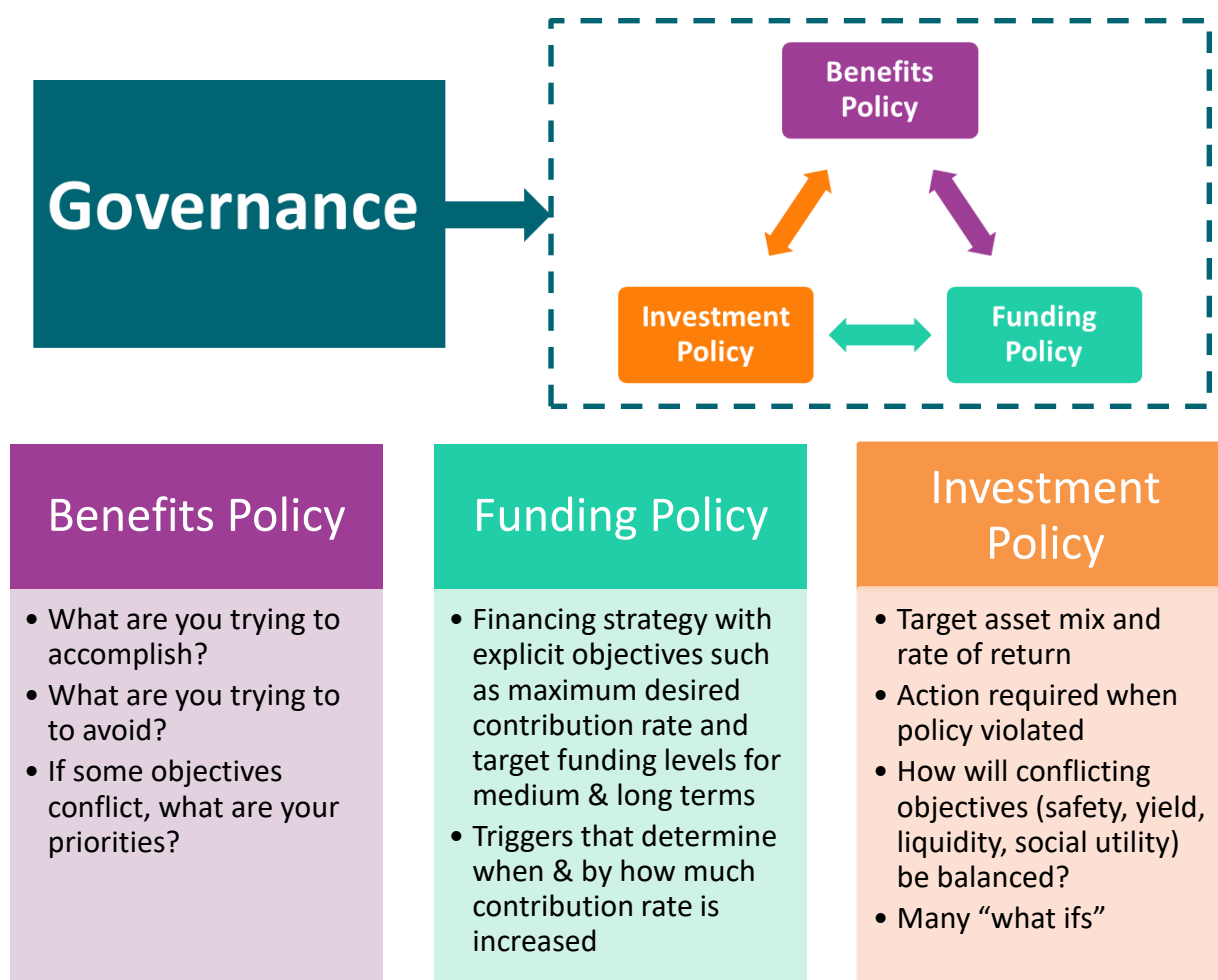 Governance
Benefits
Policy
Investment
Policy
Funding
Policy
Benefits Policy
• What are you trying to
accomplish?
• What are you trying to
to avoid?
• If some objectives
conflict, what are your
priorities?
Funding Policy
• Financing strategy with
explicit objectives such
as maximum desired
contribution rate and
target funding levels for
medium & long terms
• Triggers that determine
when & by how much
contribution rate is
increased
Investment
Policy
• Target asset mix and
rate of return
• Action required when
policy violated
• How will conflicting
objectives (safety, yield,
liquidity, social utility)
be balanced?
• Many “what ifs”